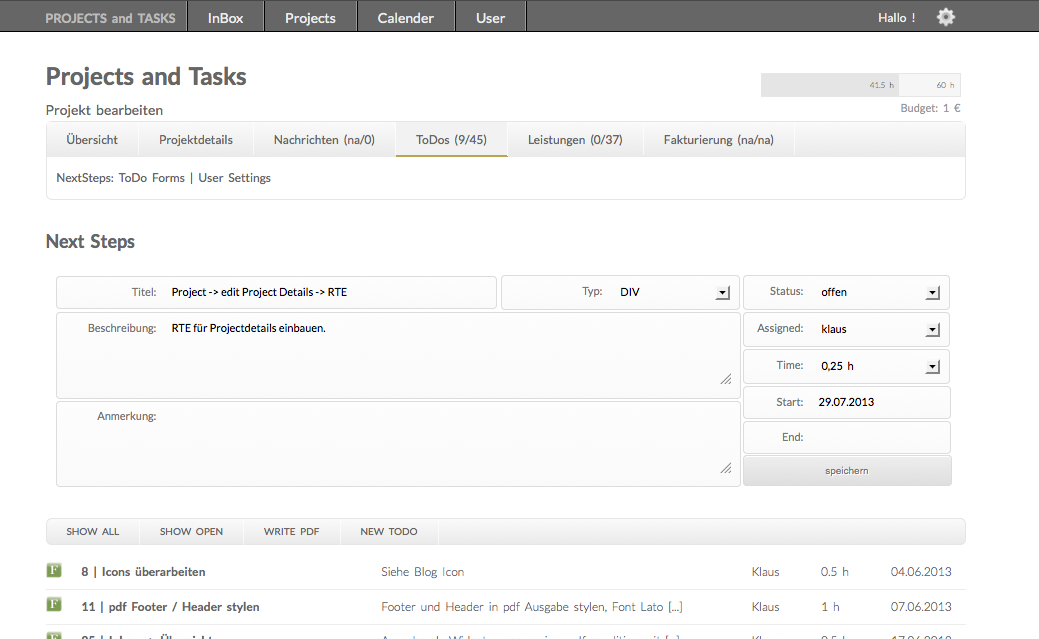 PROJECTS and TASKS InBox Projects Calender User Hallo !
Projects and Tasks
41.5 h 60 h
Projekt bearbeiten Budget: 1 €
Übersicht Projektdetails Nachrichten (na/0) ToDos (9/45) Leistungen (0/37) Fakturierung (na/na)
NextSteps: ToDo Forms | User Settings
Next Steps
Titel: Project -> edit Project Details -> RTE Typ: DIV Status: offen
Beschreibung: RTE für Projectdetails einbauen. Assigned: klaus
Time: 0,25 h
Start: 29.07.2013
Anmerkung:
End:
speichern
SHOW ALL SHOW OPEN WRITE PDF NEW TODO
F 8 | Icons überarbeiten Siehe Blog Icon Klaus 0.5 h 04.06.2013
F 11 | pdf Footer / Header stylen Footer und Header in pdf Ausgabe stylen, Font Lato [...] Klaus 1 h 07.06.2013